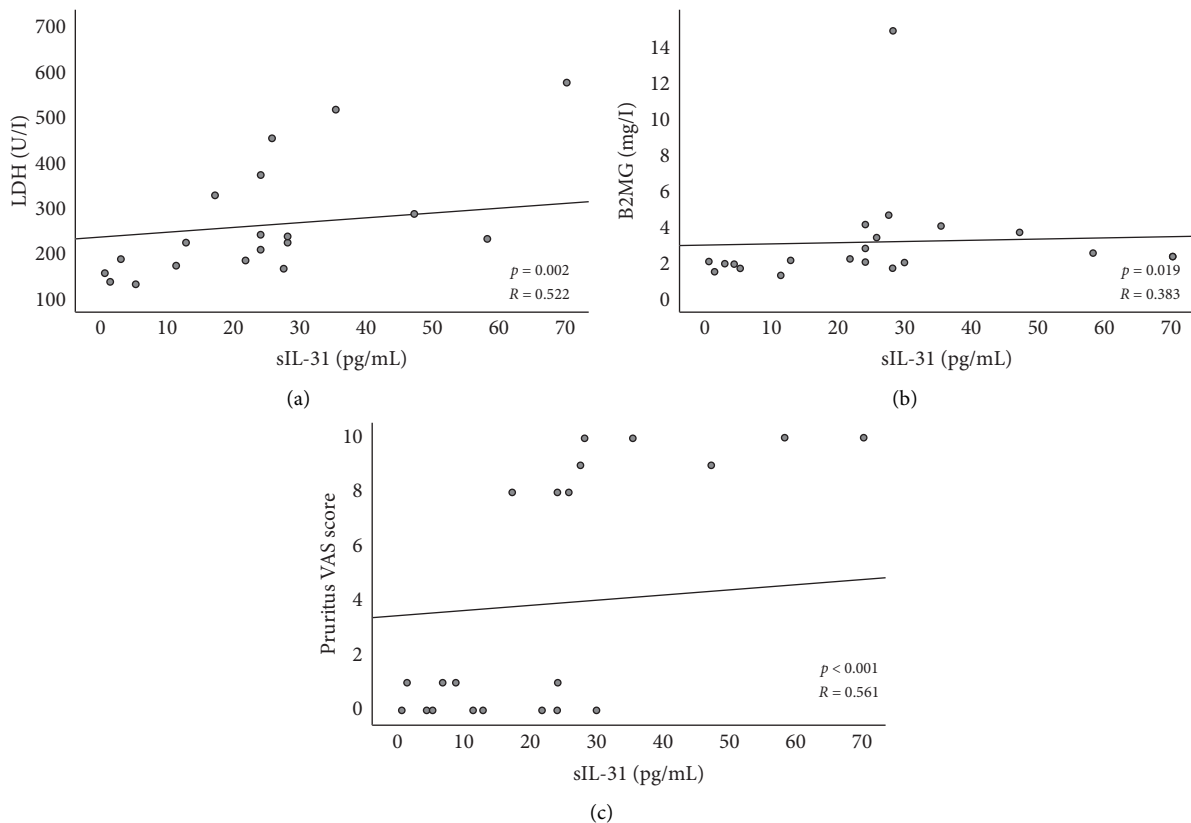 700
600
500
400
300
200
100
LDH (U/I)
p = 0.002
R = 0.522
0 10 20 30 40 50 60 70
sIL-31 (pg/mL)
(a)
14
12
10
8
6
4
2
0
B2MG (mg/I)
p = 0.019
R = 0.383
0 10 20 30 40 50 60 70
sIL-31 (pg/mL)
(b)
10
8
6
4
2
0
Pruritus VAS score
p < 0.001
R = 0.561
0 10 20 30 40 50 60 70
sIL-31 (pg/mL)
(c)